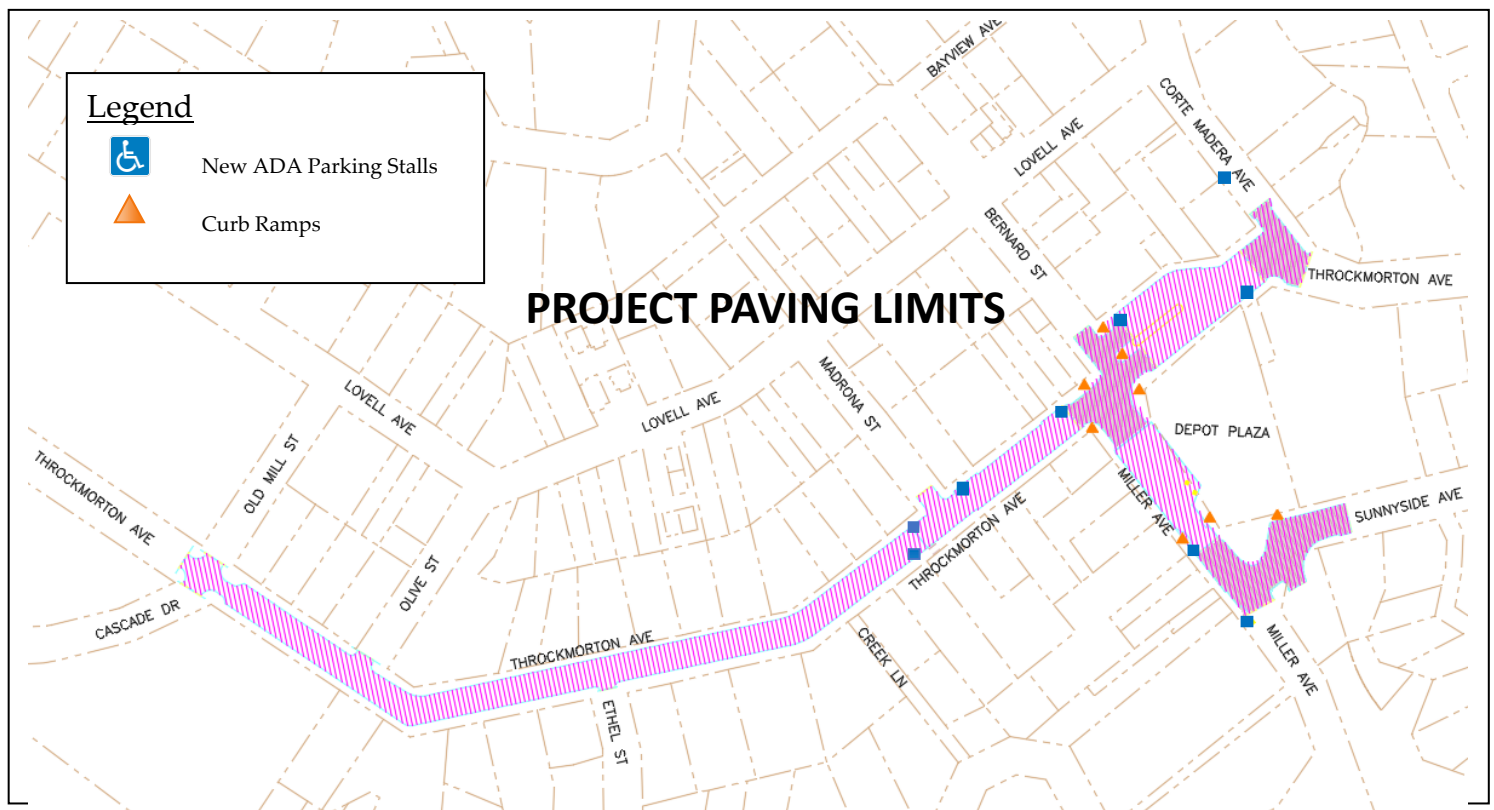 Legend
New ADA Parking Stalls
Curb Ramps
PROJECT PAVING LIMITS
BAYVIEW AVE
CORTE MADERA AVE
LOVELL AVE
BERNARD ST
THROCKMORTON AVE
MADRONA ST
LOVELL AVE
LOVELL AVE
DEPOT PLAZA
OLD MILL ST
THROCKMORTON AVE
MILLER AVE
SUNNYSIDE AVE
THROCKMORTON AVE
OLIVE ST
CASCADE DR
THROCKMORTON AVE
CREEK LN
MILLER AVE
ETHEL ST